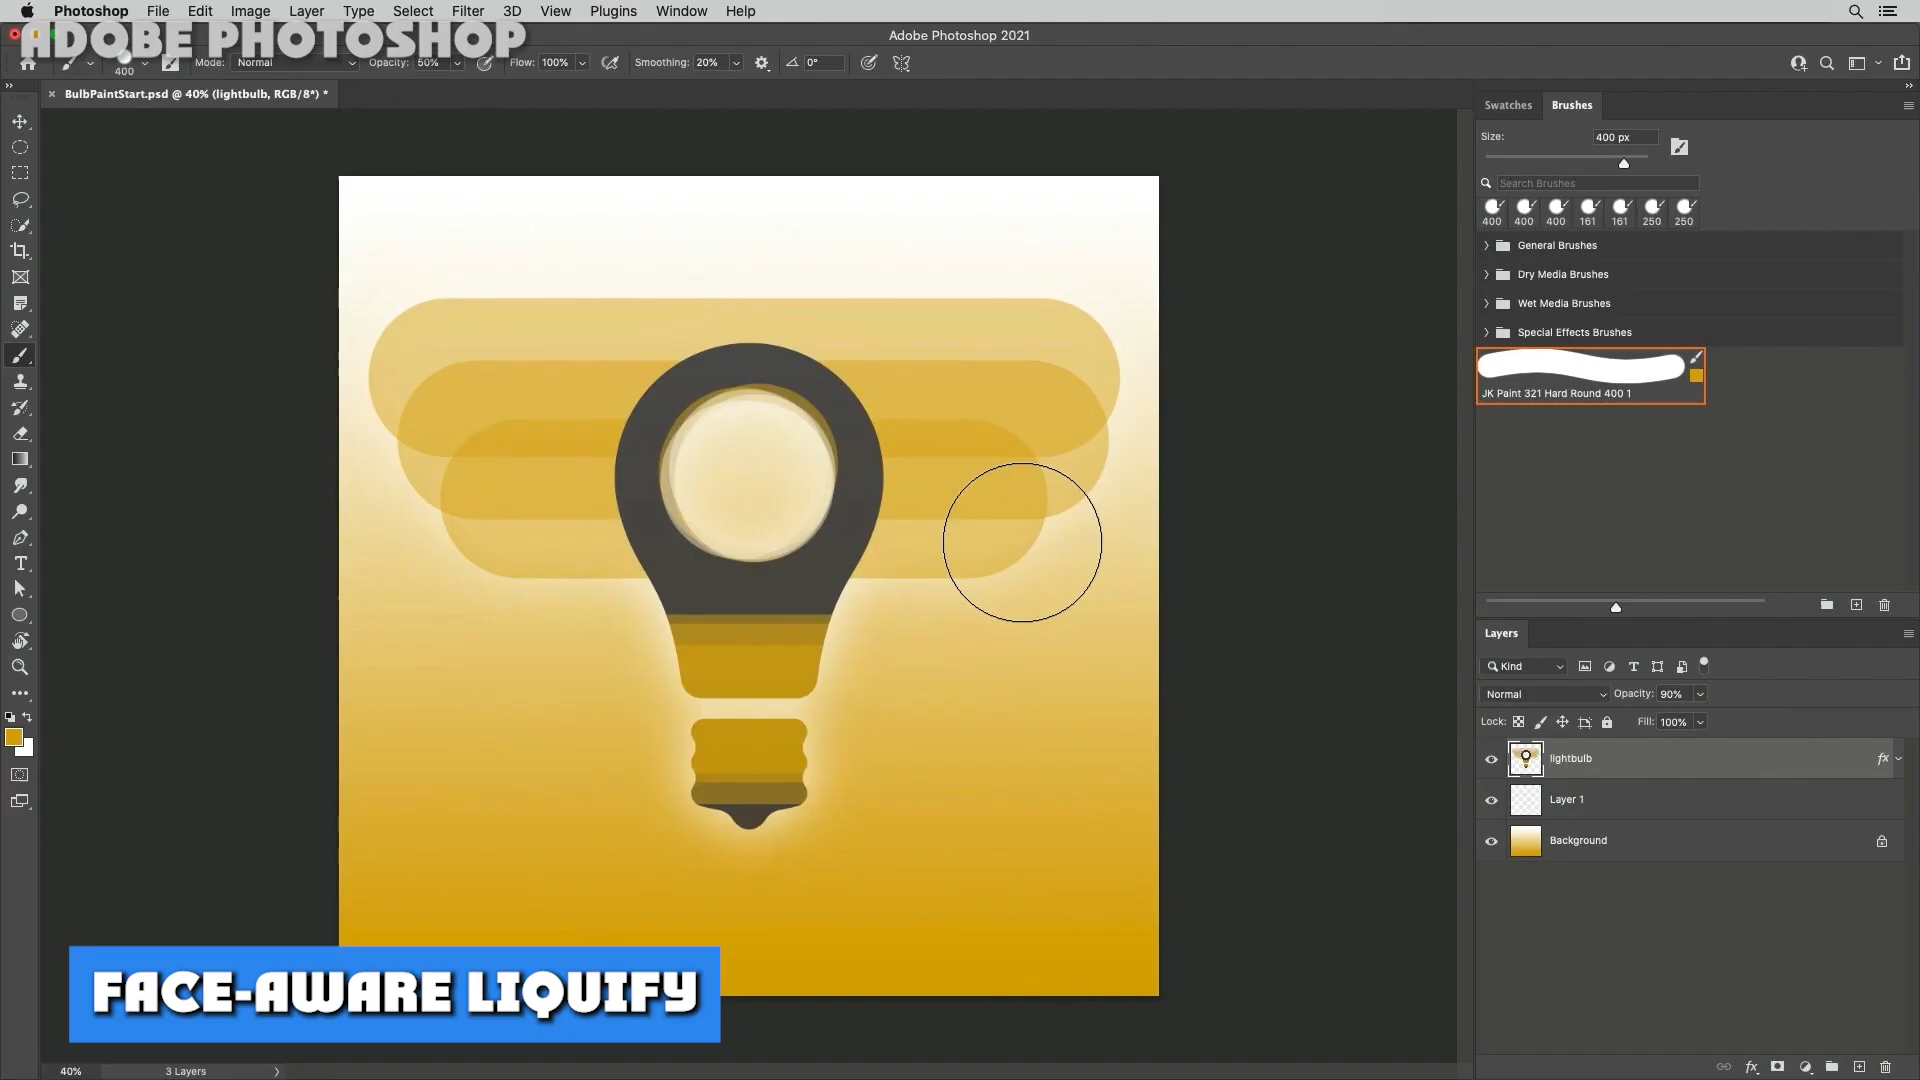 Photoshop File Edit Image Layer Type Select Filter 3D View Plugins Window Help
ADOBE PHOTOSHOP
Adobe Photoshop 2021
400 Mode: Normal Opacity: 50% Flow: 100% Smoothing: 20% 0°
BulbPaintStart.psd @ 40% (lightbulb, RGB/8*) *
Swatches Brushes
Size: 400 px
Search Brushes
400 400 400 161 161 250 250
General Brushes
Dry Media Brushes
Wet Media Brushes
Special Effects Brushes
JK Paint 321 Hard Round 400 1
Layers
Kind
Normal Opacity: 90%
Lock: Fill: 100%
lightbulb fx
Layer 1
Background
FACE-AWARE LIQUIFY
40% 3 Layers
fx